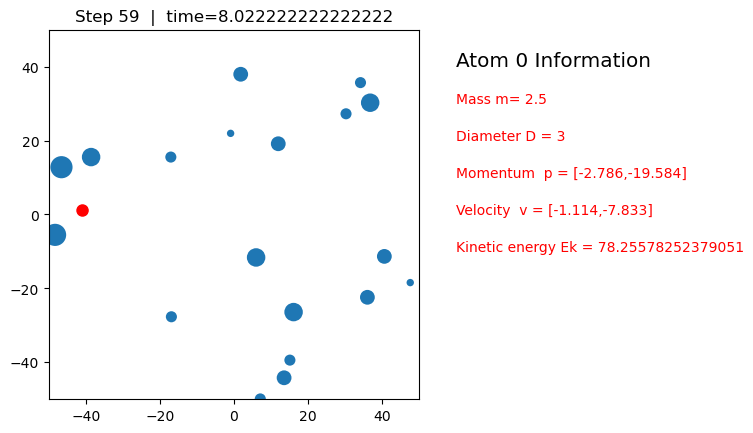 Step 59  |  time=8.022222222222222
Atom 0 Information
Mass m= 2.5
Diameter D = 3
Momentum  p = [-2.786,-19.584]
Velocity  v = [-1.114,-7.833]
Kinetic energy Ek = 78.25578252379051
40
20
0
−20
−40
−40
−20
0
20
40